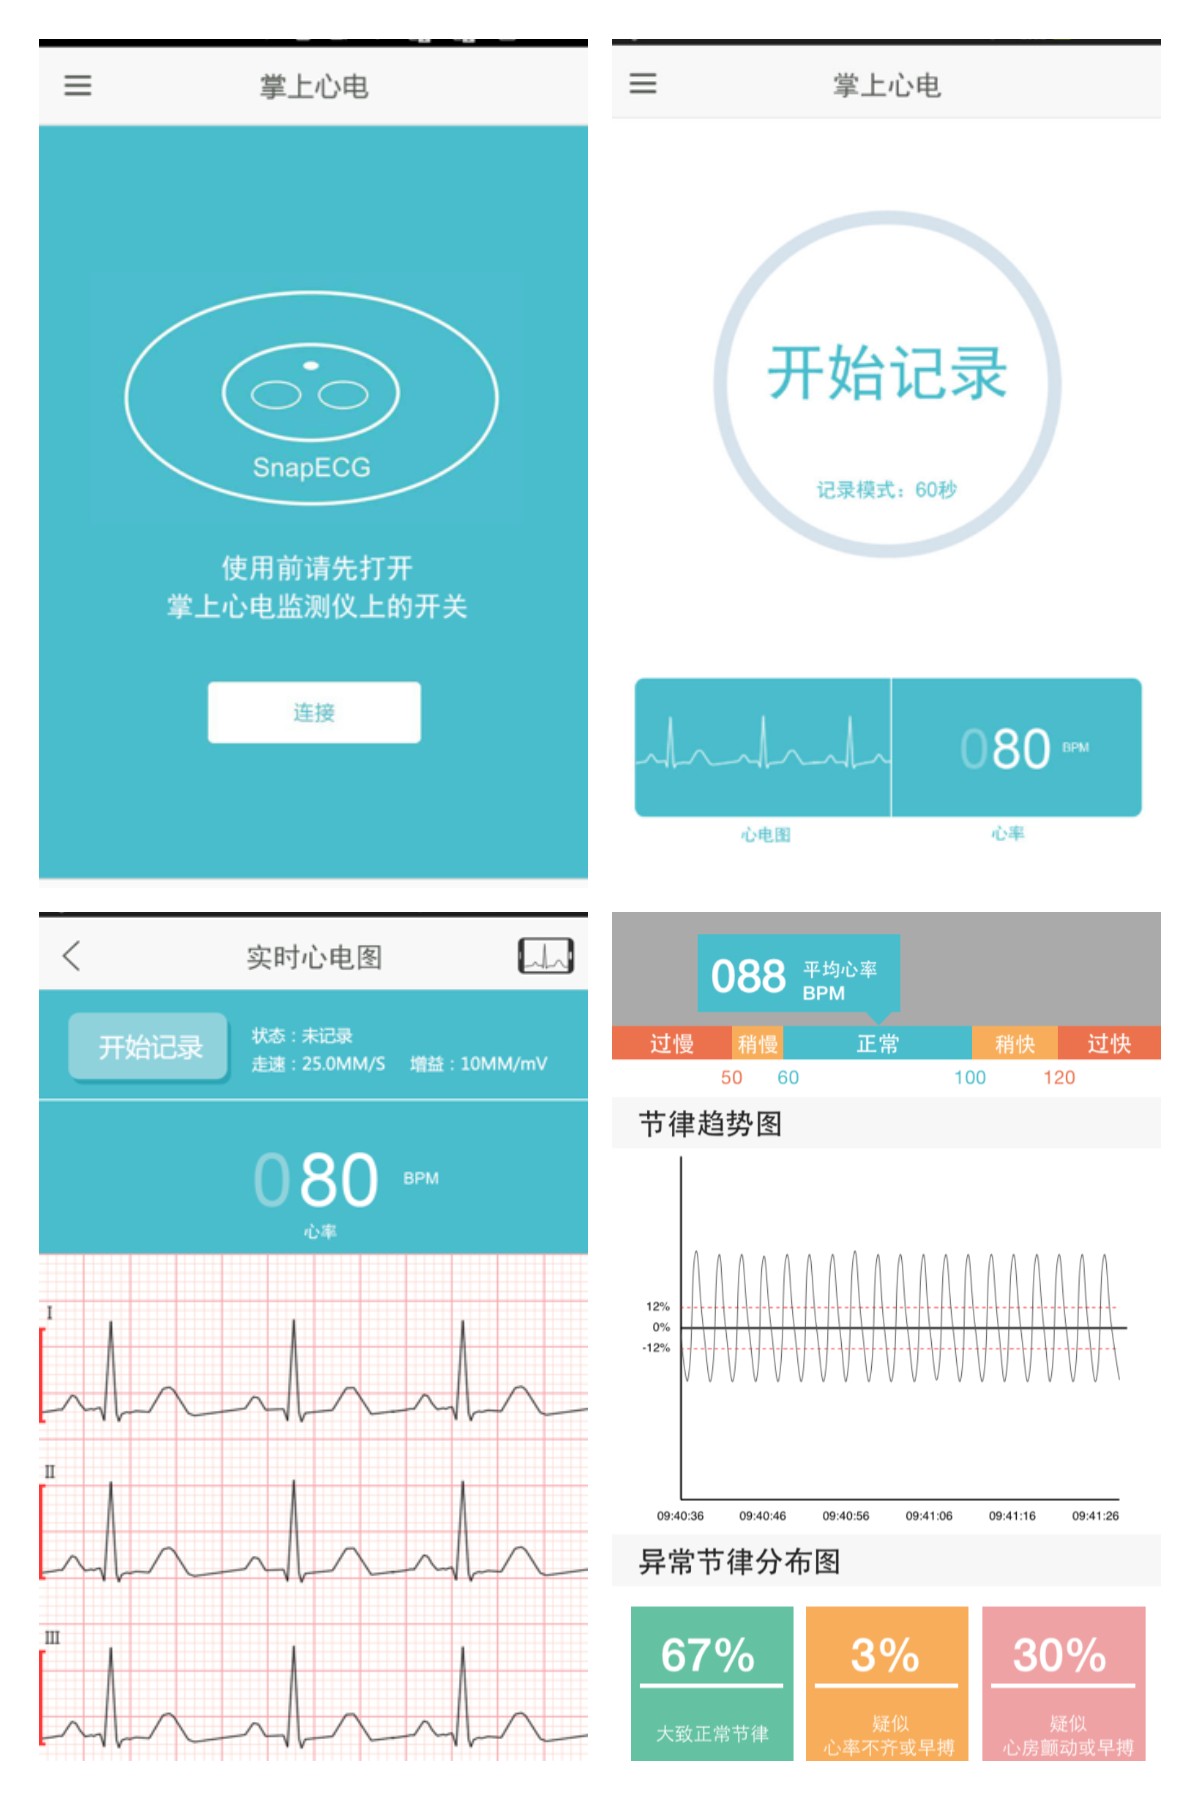 掌上心电
SnapECG
使用前请先打开
掌上心电监测仪上的开关
连接
掌上心电
开始记录
记录模式：60秒
080 BPM
心电图
心率
实时心电图
开始记录
状态：未记录
走速：25.0MM/S 增益：10MM/mV
080 BPM
心率
I
II
III
088 平均心率
BPM
过慢 稍慢 正常 稍快 过快
50 60 100 120
节律趋势图
12%
0%
-12%
09:40:36 09:40:46 09:40:56 09:41:06 09:41:16 09:41:26
异常节律分布图
67% 3% 30%
大致正常节律
疑似
心率不齐或早搏
疑似
心房颤动或早搏